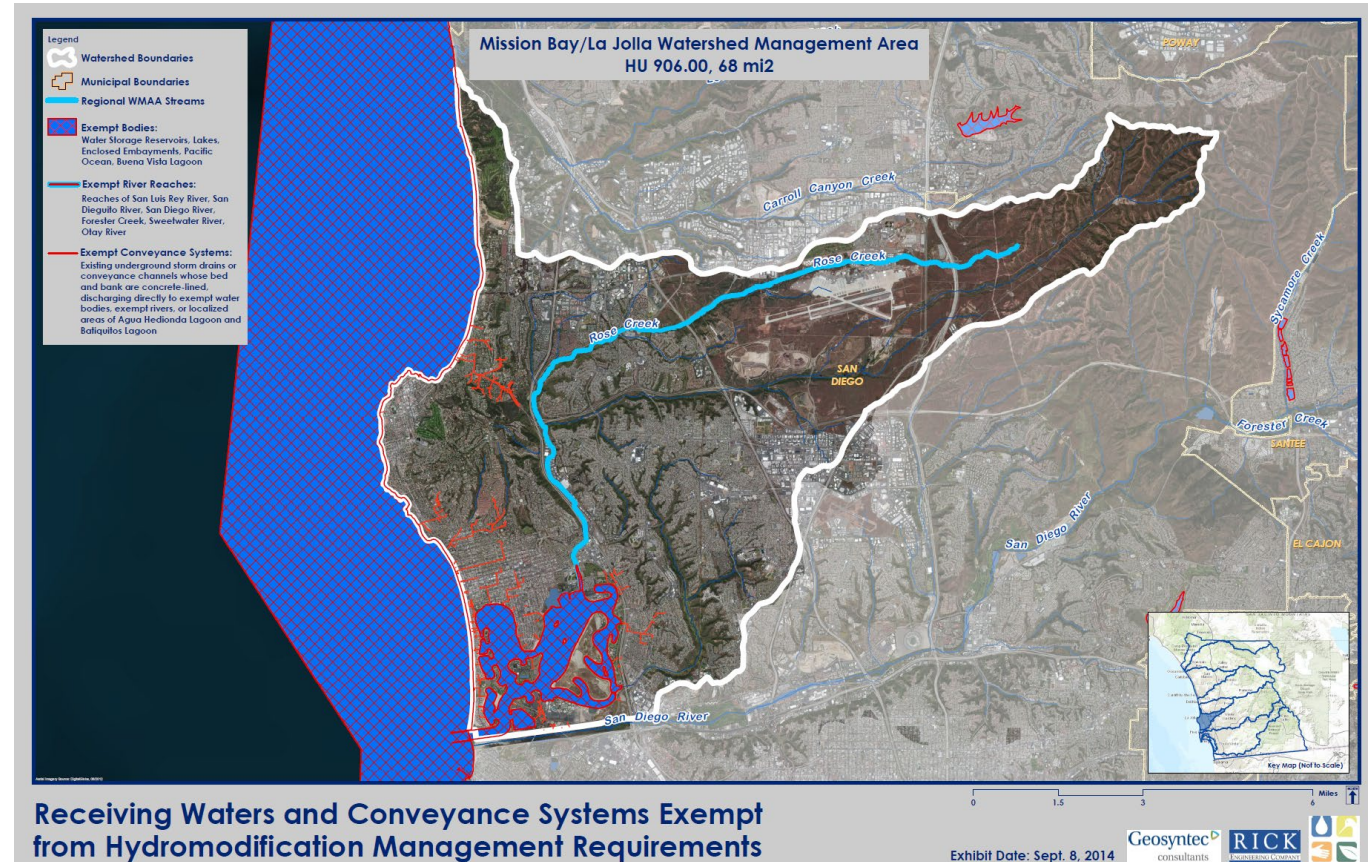 Mission Bay/La Jolla Watershed Management Area
HU 906.00, 68 mi2
Legend
Watershed Boundaries
Municipal Boundaries
Regional WMAA Streams
Exempt Bodies:
Water Storage Reservoirs, Lakes,
Enclosed Embayments, Pacific
Ocean, Buena Vista Lagoon
Exempt River Reaches:
Reaches of San Luis Rey River, San
Dieguito River, San Diego River,
Forester Creek, Sweetwater River,
Otay River
Exempt Conveyance Systems:
Existing underground storm drains or
conveyance channels whose bed
and bank are concrete-lined,
discharging directly to exempt water
bodies, exempt rivers, or localized
areas of Agua Hedionda Lagoon and
Batiquitos Lagoon
POWAY
Carroll Canyon Creek
Rose Creek
Rose Creek
Sycamore Creek
SAN
DIEGO
Forester Creek
SANTEE
San Diego River
EL CAJON
San Diego River
Key Map (Not to Scale)
0 1.5 3 6 Miles
Receiving Waters and Conveyance Systems Exempt
from Hydromodification Management Requirements
Exhibit Date: Sept. 8, 2014
Geosyntec
consultants
RICK
ENGINEERING COMPANY